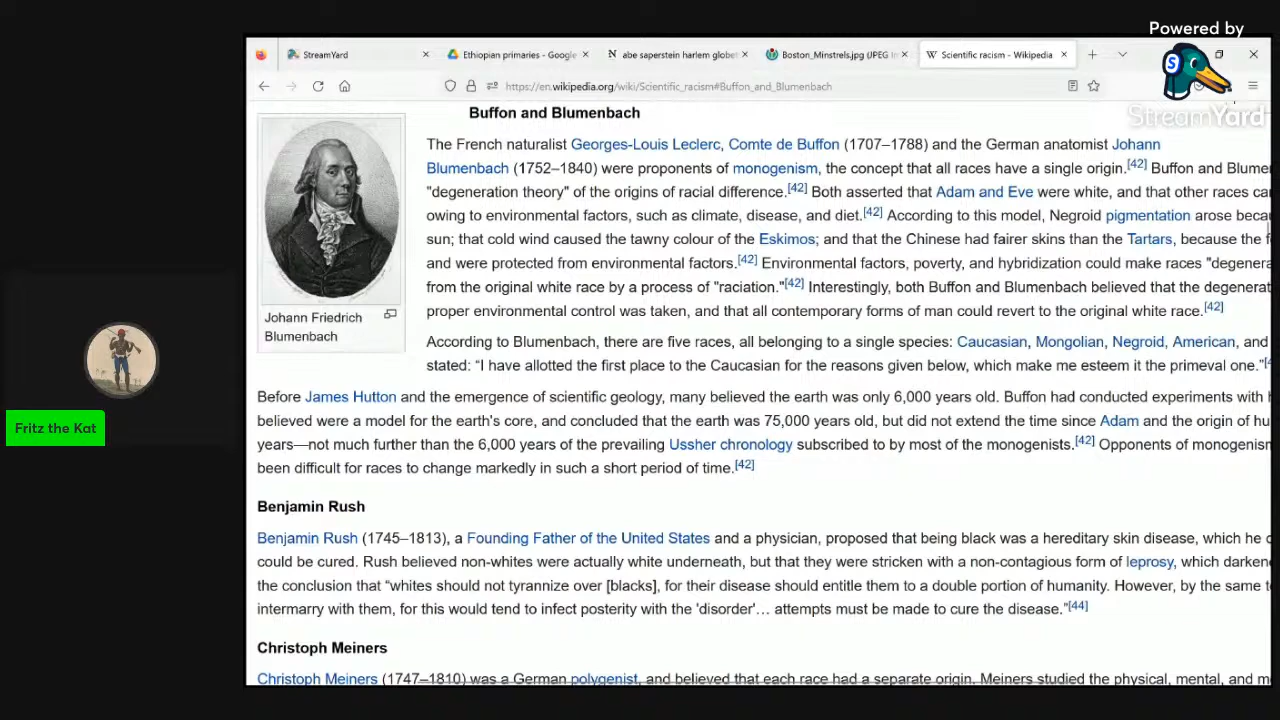 Powered by
StreamYard
StreamYard
Ethiopian primaries - Google
abe saperstein harlem globet
Boston_Minstrels.jpg (JPEG Im
Scientific racism - Wikipedia
https://en.wikipedia.org/wiki/Scientific_racism#Buffon_and_Blumenbach
Buffon and Blumenbach
The French naturalist Georges-Louis Leclerc, Comte de Buffon (1707–1788) and the German anatomist Johann
Blumenbach (1752–1840) were proponents of monogenism, the concept that all races have a single origin.[42] Buffon and Blumen
"degeneration theory" of the origins of racial difference.[42] Both asserted that Adam and Eve were white, and that other races ca
owing to environmental factors, such as climate, disease, and diet.[42] According to this model, Negroid pigmentation arose beca
sun; that cold wind caused the tawny colour of the Eskimos; and that the Chinese had fairer skins than the Tartars, because the f
and were protected from environmental factors.[42] Environmental factors, poverty, and hybridization could make races "degenera
from the original white race by a process of "raciation."[42] Interestingly, both Buffon and Blumenbach believed that the degenerat
proper environmental control was taken, and that all contemporary forms of man could revert to the original white race.[42]
Johann Friedrich
Blumenbach
According to Blumenbach, there are five races, all belonging to a single species: Caucasian, Mongolian, Negroid, American, and
stated: “I have allotted the first place to the Caucasian for the reasons given below, which make me esteem it the primeval one.”[4
Before James Hutton and the emergence of scientific geology, many believed the earth was only 6,000 years old. Buffon had conducted experiments with h
believed were a model for the earth's core, and concluded that the earth was 75,000 years old, but did not extend the time since Adam and the origin of hu
years—not much further than the 6,000 years of the prevailing Ussher chronology subscribed to by most of the monogenists.[42] Opponents of monogenism
been difficult for races to change markedly in such a short period of time.[42]
Fritz the Kat
Benjamin Rush
Benjamin Rush (1745–1813), a Founding Father of the United States and a physician, proposed that being black was a hereditary skin disease, which he c
could be cured. Rush believed non-whites were actually white underneath, but that they were stricken with a non-contagious form of leprosy, which darkene
the conclusion that “whites should not tyrannize over [blacks], for their disease should entitle them to a double portion of humanity. However, by the same t
intermarry with them, for this would tend to infect posterity with the 'disorder'… attempts must be made to cure the disease.”[44]
Christoph Meiners
Christoph Meiners (1747–1810) was a German polygenist, and believed that each race had a separate origin. Meiners studied the physical, mental, and m